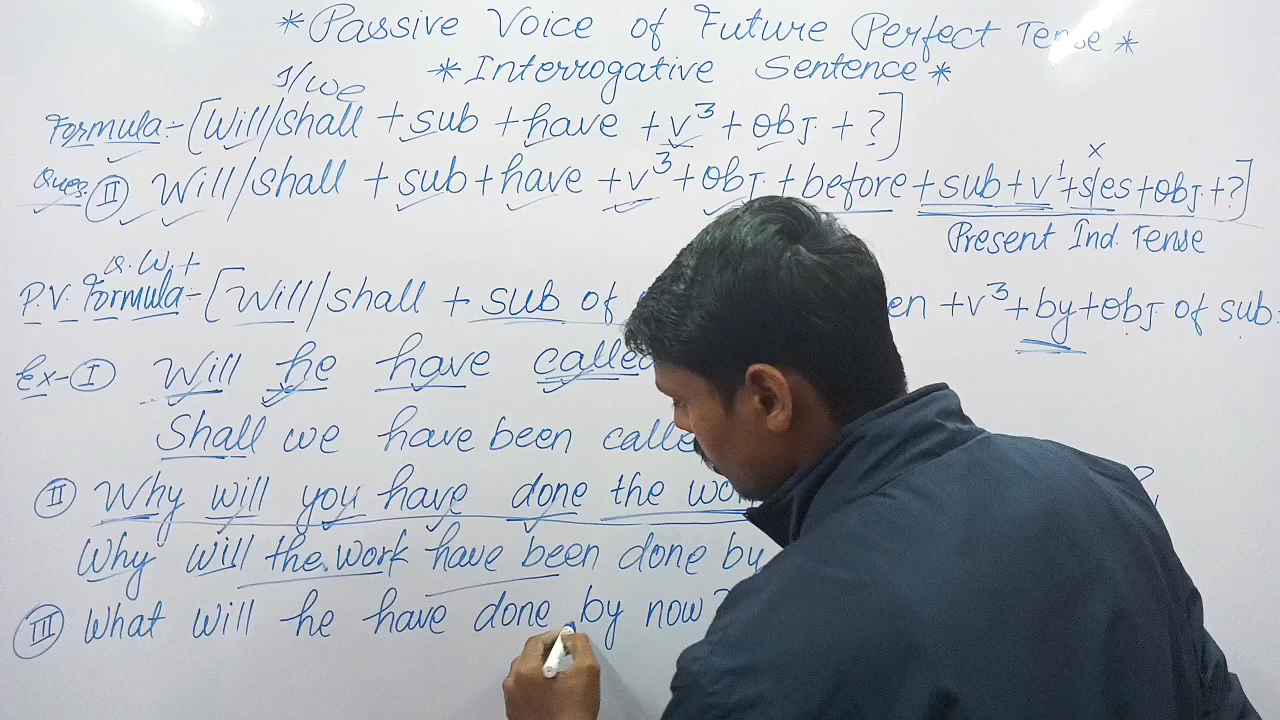 * Passive Voice of Future Perfect Tense *
* Interrogative Sentence *
I/we
Formula:- [Will/shall + sub + have + v³ + obj. + ?]
x
Ques. II Will/shall + sub + have + v³ + obj. + before + sub + v¹ + s/es + obj. + ?]
Present Ind. Tense
Q.W.+
P.V. Formula:- [Will/shall + sub of en + v³ + by + obj of sub
Ex- I Will he have called
Shall we have been calle
II Why will you have done the wo ?
Why will the work have been done by
III What will he have done by now?